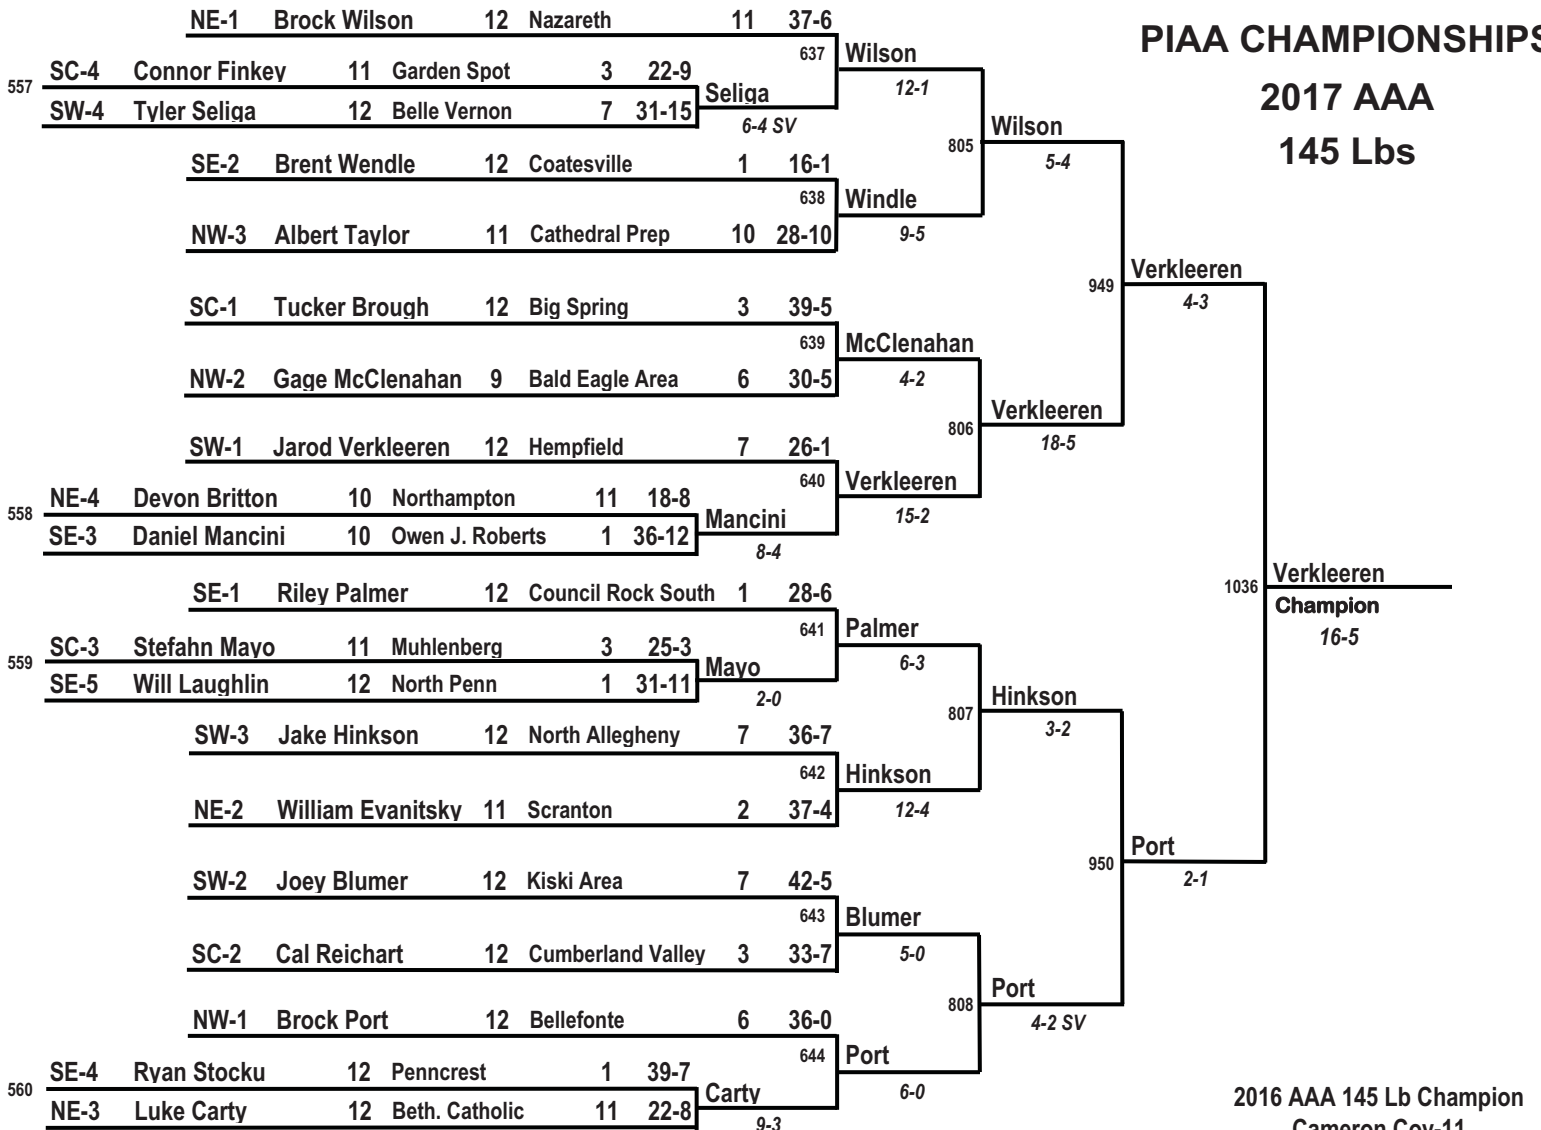 NE-1 Brock Wilson 12 Nazareth 11 37-6
PIAA CHAMPIONSHIPS
637 Wilson
557 SC-4 Connor Finkey 11 Garden Spot 3 22-9
12-1
2017 AAA
Seliga
SW-4 Tyler Seliga 12 Belle Vernon 7 31-15
6-4 SV
Wilson
805
5-4
145 Lbs
SE-2 Brent Wendle 12 Coatesville 1 16-1
638 Windle
9-5
NW-3 Albert Taylor 11 Cathedral Prep 10 28-10
949 Verkleeren
4-3
SC-1 Tucker Brough 12 Big Spring 3 39-5
639 McClenahan
4-2
NW-2 Gage McClenahan 9 Bald Eagle Area 6 30-5
Verkleeren
806
18-5
SW-1 Jarod Verkleeren 12 Hempfield 7 26-1
640 Verkleeren
15-2
558 NE-4 Devon Britton 10 Northampton 11 18-8
Mancini
SE-3 Daniel Mancini 10 Owen J. Roberts 1 36-12
8-4
1036 Verkleeren
Champion
16-5
SE-1 Riley Palmer 12 Council Rock South 1 28-6
641 Palmer
6-3
559 SC-3 Stefahn Mayo 11 Muhlenberg 3 25-3
Mayo
SE-5 Will Laughlin 12 North Penn 1 31-11
2-0
Hinkson
807
3-2
SW-3 Jake Hinkson 12 North Allegheny 7 36-7
642 Hinkson
12-4
NE-2 William Evanitsky 11 Scranton 2 37-4
950 Port
2-1
SW-2 Joey Blumer 12 Kiski Area 7 42-5
643 Blumer
5-0
SC-2 Cal Reichart 12 Cumberland Valley 3 33-7
Port
808
4-2 SV
NW-1 Brock Port 12 Bellefonte 6 36-0
644 Port
6-0
560 SE-4 Ryan Stocku 12 Penncrest 1 39-7
Carty
NE-3 Luke Carty 12 Beth. Catholic 11 22-8
9-3
2016 AAA 145 Lb Champion
Cameron Coy-11